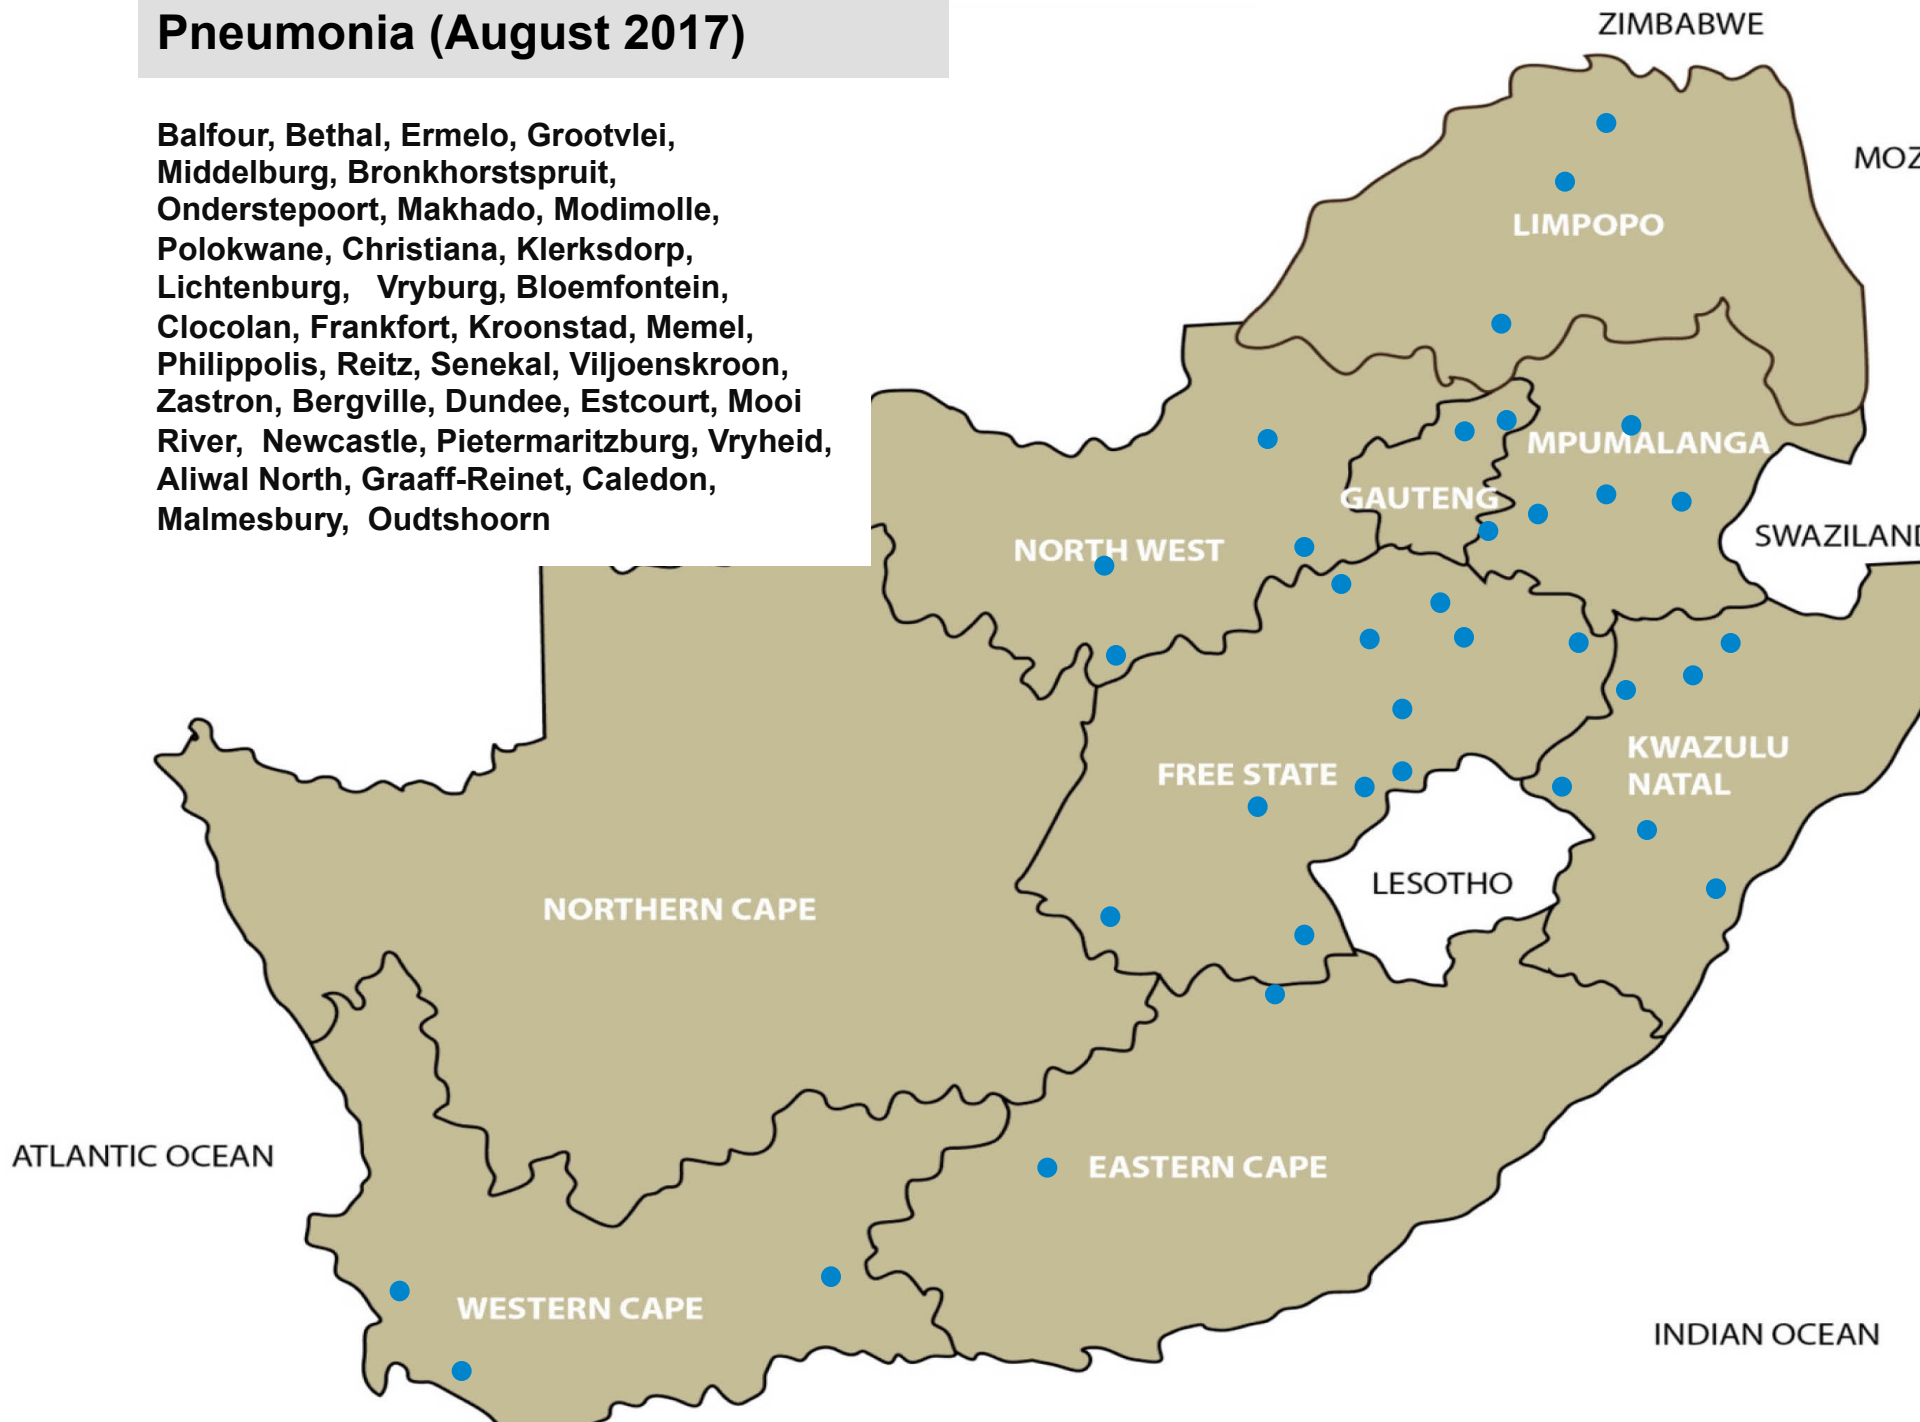 Pneumonia (August 2017)
Balfour, Bethal, Ermelo, Grootvlei,
Middelburg, Bronkhorstspruit,
Onderstepoort, Makhado, Modimolle,
Polokwane, Christiana, Klerksdorp,
Lichtenburg, Vryburg, Bloemfontein,
Clocolan, Frankfort, Kroonstad, Memel,
Philippolis, Reitz, Senekal, Viljoenskroon,
Zastron, Bergville, Dundee, Estcourt, Mooi
River, Newcastle, Pietermaritzburg, Vryheid,
Aliwal North, Graaff-Reinet, Caledon,
Malmesbury, Oudtshoorn
ZIMBABWE
MOZ
LIMPOPO
MPUMALANGA
GAUTENG
SWAZILAND
NORTH WEST
KWAZULU
NATAL
FREE STATE
LESOTHO
NORTHERN CAPE
ATLANTIC OCEAN
EASTERN CAPE
WESTERN CAPE
INDIAN OCEAN